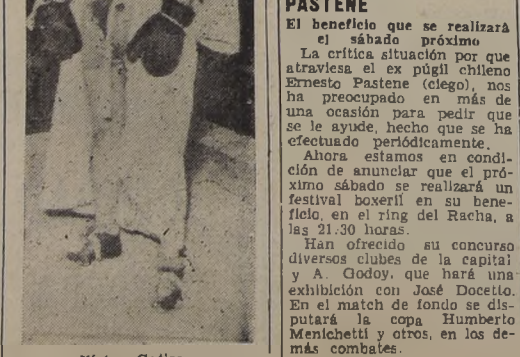 PASTENE
El beneficio que se realizará
el sábado próximo
La crítica situación por que
atraviesa el ex púgil chileno
Ernesto Pastene (ciego), nos
ha preocupado en más de
una ocasión para pedir que
se le ayude, hecho que se ha
efectuado periódicamente.
Ahora estamos en condi-
ción de anunciar que el pró-
ximo sábado se realizará un
festival boxeril en su bene-
ficio, en el ring del Racha, a
las 21.30 horas.
Han ofrecido su concurso
diversos clubes de la capital
y A. Godoy, que hará una
exhibición con José Docetto.
En el match de fondo se dis-
putará la copa Humberto
Menichetti y otros, en los de-
más combates.